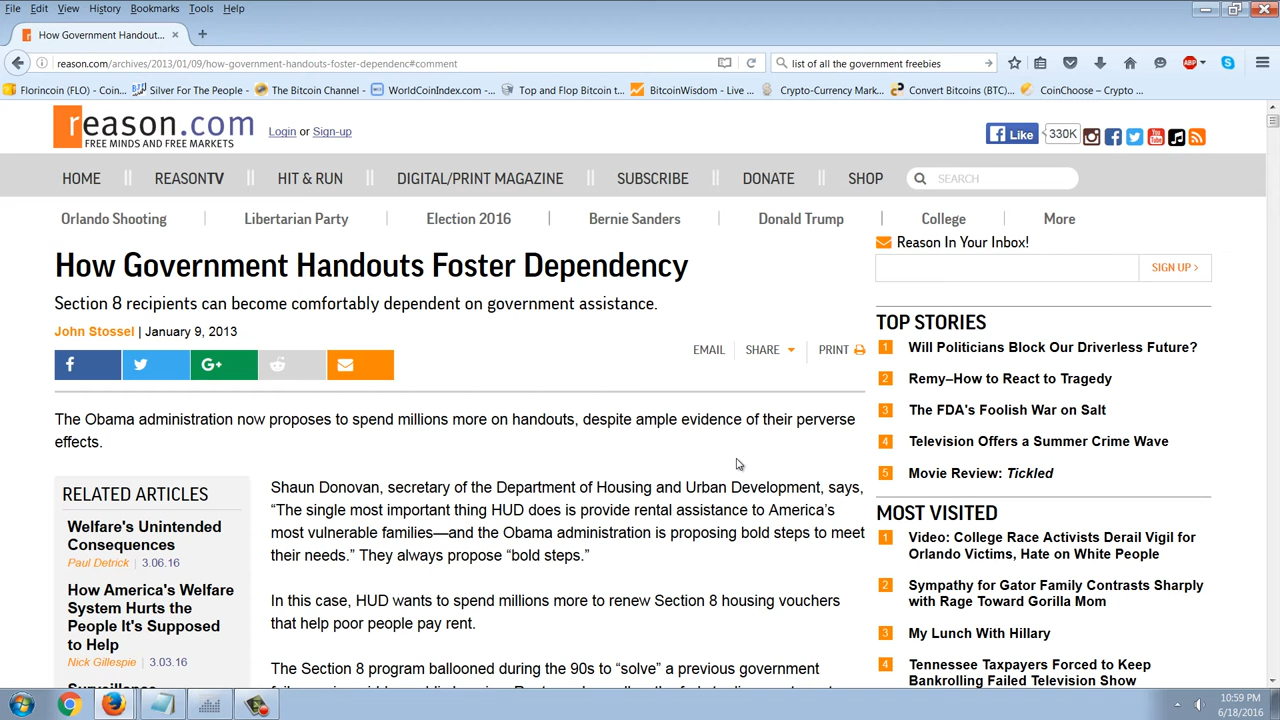 File Edit View History Bookmarks Tools Help
How Government Handout...
reason.com/archives/2013/01/09/how-government-handouts-foster-dependenc#comment
list of all the government freebies
Florincoin (FLO) - Coin... Silver For The People - ... The Bitcoin Channel - ... WorldCoinIndex.com -... Top and Flop Bitcoin t... BitcoinWisdom - Live ... Crypto-Currency Mark... Convert Bitcoins (BTC)... CoinChoose – Crypto ...
reason.com
FREE MINDS AND FREE MARKETS
Login or Sign-up
Like 330K
HOME REASONTV HIT & RUN DIGITAL/PRINT MAGAZINE SUBSCRIBE DONATE SHOP SEARCH
Orlando Shooting Libertarian Party Election 2016 Bernie Sanders Donald Trump College More
How Government Handouts Foster Dependency
Section 8 recipients can become comfortably dependent on government assistance.
John Stossel | January 9, 2013
EMAIL SHARE PRINT
The Obama administration now proposes to spend millions more on handouts, despite ample evidence of their perverse
effects.
RELATED ARTICLES
Welfare's Unintended
Consequences
Paul Detrick | 3.06.16
How America's Welfare
System Hurts the
People It's Supposed
to Help
Nick Gillespie | 3.03.16
Shaun Donovan, secretary of the Department of Housing and Urban Development, says,
“The single most important thing HUD does is provide rental assistance to America’s
most vulnerable families—and the Obama administration is proposing bold steps to meet
their needs.” They always propose “bold steps.”
In this case, HUD wants to spend millions more to renew Section 8 housing vouchers
that help poor people pay rent.
The Section 8 program ballooned during the 90s to “solve” a previous government
Reason In Your Inbox!
SIGN UP >
TOP STORIES
1 Will Politicians Block Our Driverless Future?
2 Remy–How to React to Tragedy
3 The FDA's Foolish War on Salt
4 Television Offers a Summer Crime Wave
5 Movie Review: Tickled
MOST VISITED
1 Video: College Race Activists Derail Vigil for
Orlando Victims, Hate on White People
2 Sympathy for Gator Family Contrasts Sharply
with Rage Toward Gorilla Mom
3 My Lunch With Hillary
4 Tennessee Taxpayers Forced to Keep
Bankrolling Failed Television Show
10:59 PM
6/18/2016